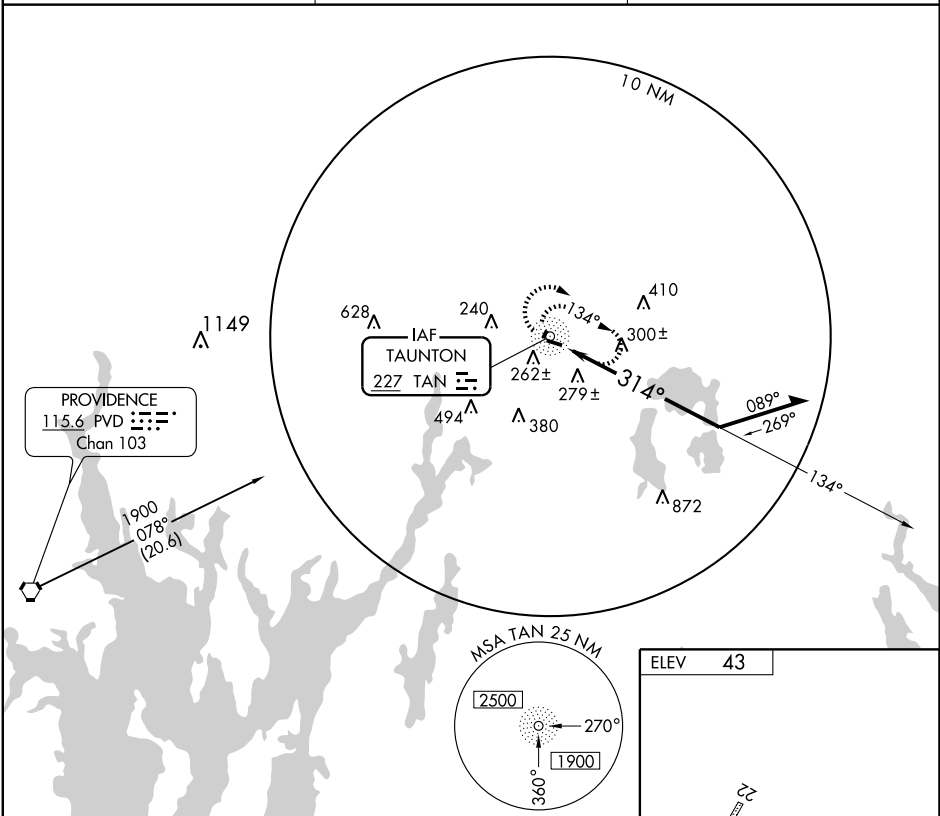 10 NM
410
628
240
134°
1149
300±
IAF
TAUNTON
227 TAN
262±
279±
314°
089°
269°
PROVIDENCE
115.6 PVD
Chan 103
494
380
134°
872
1900
078°
(20.6)
MSA TAN 25 NM
ELEV 43
2500
270°
1900
360°
22